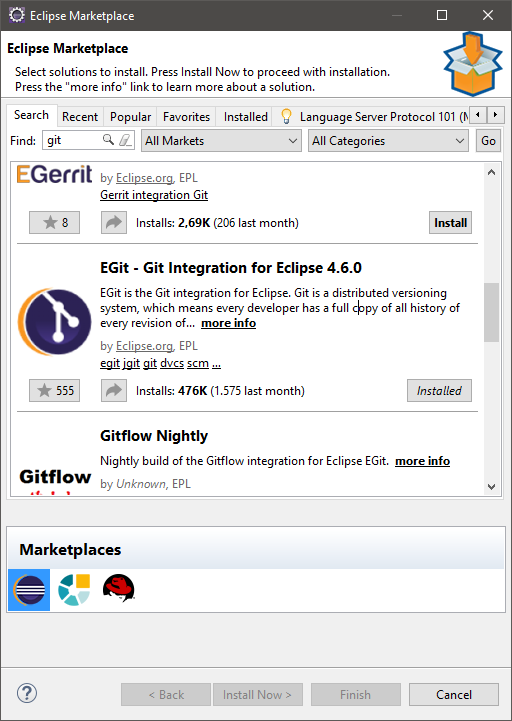 Eclipse Marketplace
Eclipse Marketplace
Select solutions to install. Press Install Now to proceed with installation.
Press the "more info" link to learn more about a solution.
Search Recent Popular Favorites Installed Language Server Protocol 101 (M
Find: git All Markets All Categories Go
EGerrit
by Eclipse.org, EPL
Gerrit integration Git
8 Installs: 2,69K (206 last month) Install
EGit - Git Integration for Eclipse 4.6.0
EGit is the Git integration for Eclipse. Git is a distributed versioning
system, which means every developer has a full copy of all history of
every revision of... more info
by Eclipse.org, EPL
egit jgit git dvcs scm ...
555 Installs: 476K (1.575 last month) Installed
Gitflow Nightly
Nightly build of the Gitflow integration for Eclipse EGit. more info
Gitflow
by Unknown, EPL
Marketplaces
? < Back Install Now > Finish Cancel